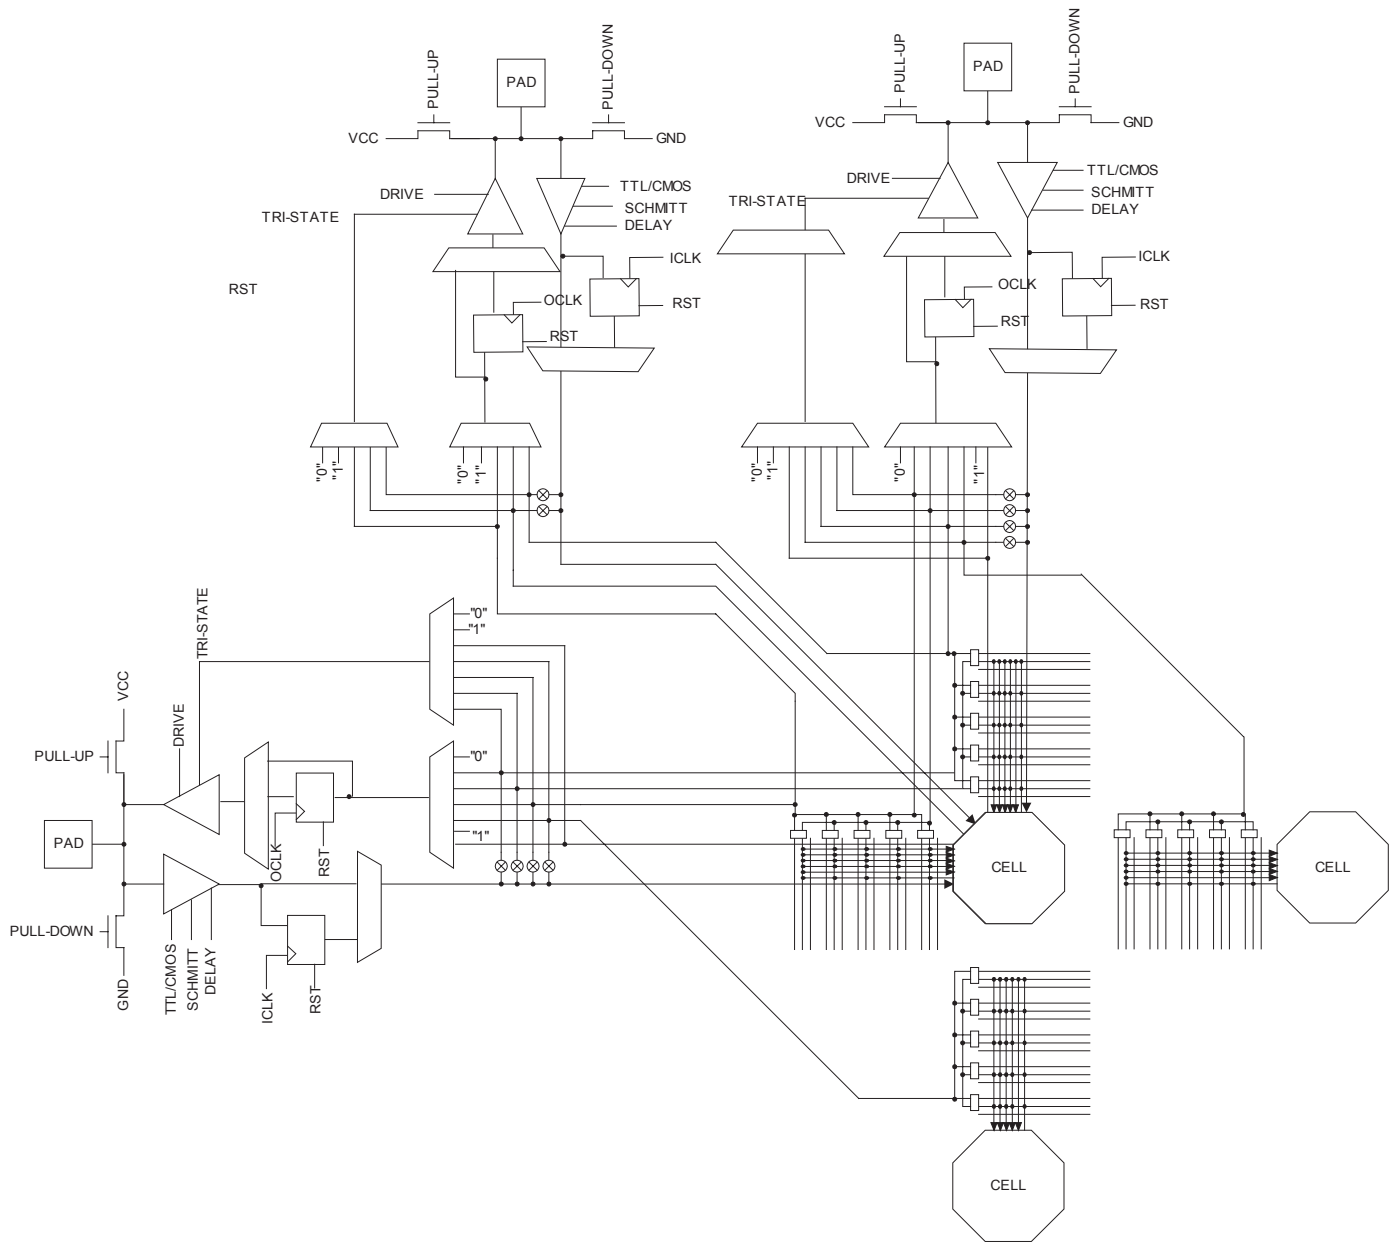 PULL-UP
PAD
PULL-DOWN
VCC
GND
DRIVE
TTL/CMOS
SCHMITT
DELAY
TRI-STATE
ICLK
RST
OCLK
RST
RST
"0"
"1"
"0"
"1"
PULL-UP
PAD
PULL-DOWN
VCC
GND
DRIVE
TTL/CMOS
SCHMITT
DELAY
TRI-STATE
ICLK
RST
OCLK
RST
"0"
"1"
"0"
"1"
TRI-STATE
"0"
"1"
VCC
DRIVE
PULL-UP
"0"
"1"
PAD
OCLK
RST
PULL-DOWN
GND
TTL/CMOS
SCHMITT
DELAY
ICLK
RST
CELL
CELL
CELL